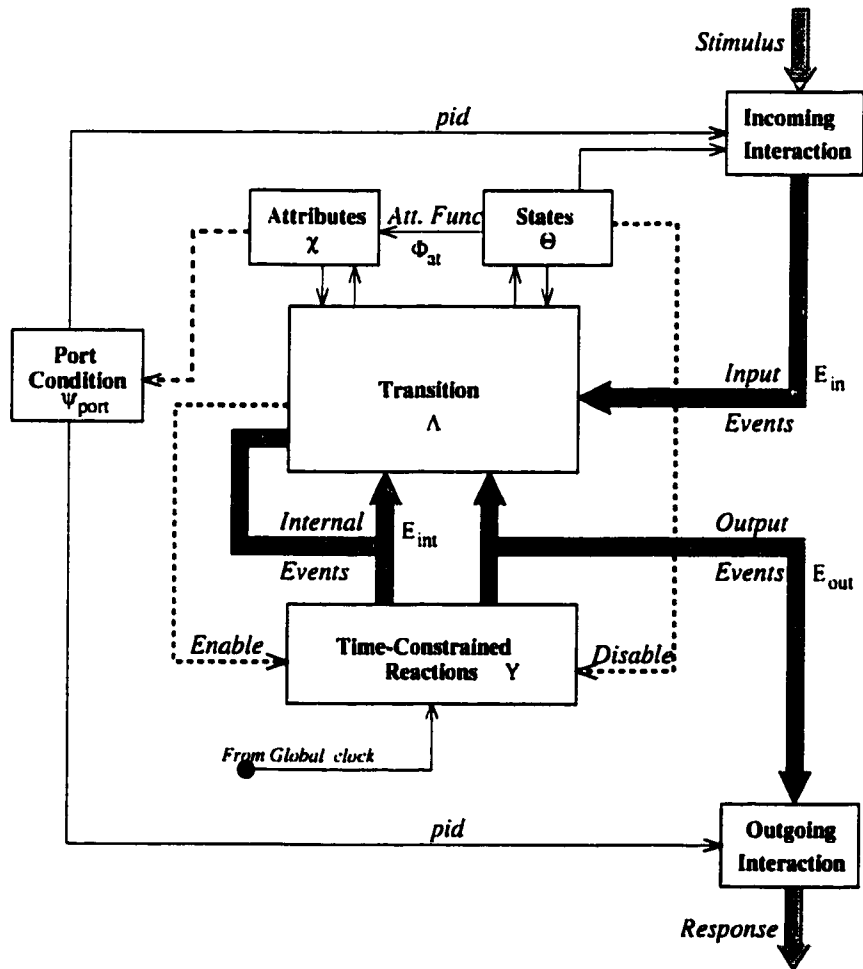 Stimulus
pid
Incoming
Interaction
Attributes
χ
Att. Func
Φat
States
Θ
Port
Condition
Ψport
Transition
Λ
Input
Events
Ein
Internal
Events
Eint
Output
Events
Eout
Enable
Time-Constrained
Reactions Υ
Disable
From Global clock
pid
Outgoing
Interaction
Response